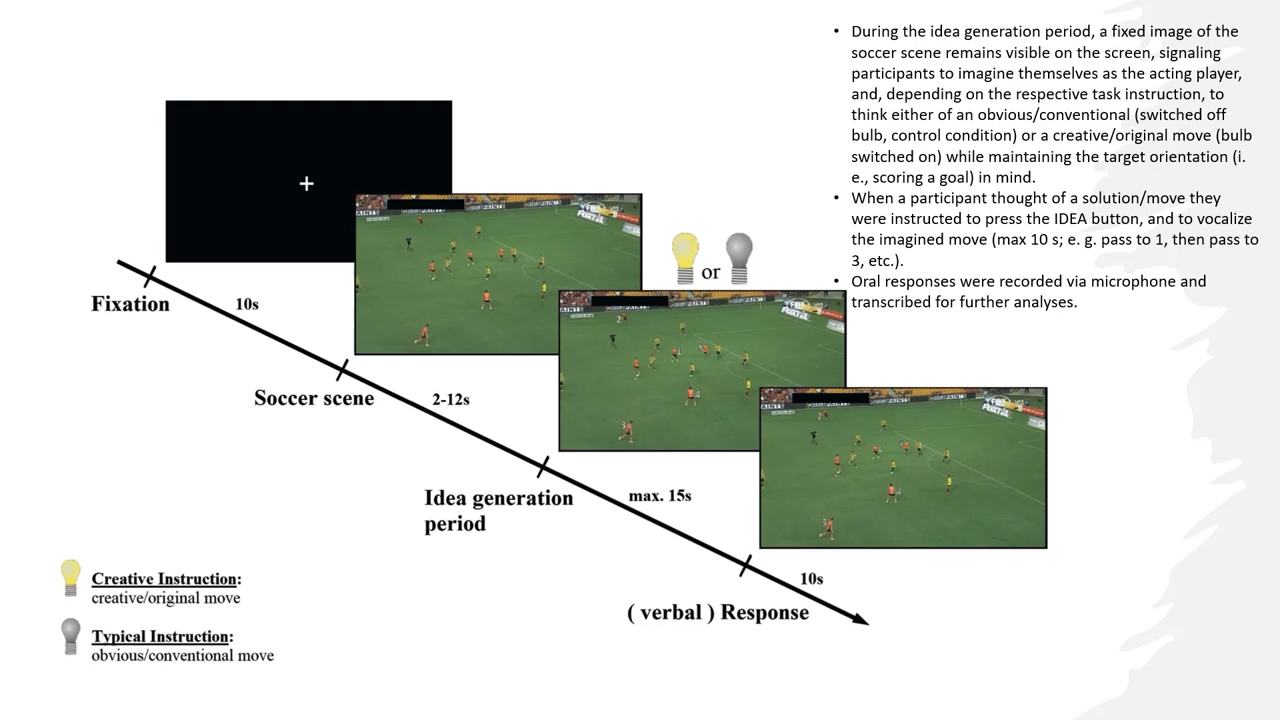 • During the idea generation period, a fixed image of the
soccer scene remains visible on the screen, signaling
participants to imagine themselves as the acting player,
and, depending on the respective task instruction, to
think either of an obvious/conventional (switched off
bulb, control condition) or a creative/original move (bulb
switched on) while maintaining the target orientation (i.
e., scoring a goal) in mind.
• When a participant thought of a solution/move they
were instructed to press the IDEA button, and to vocalize
the imagined move (max 10 s; e. g. pass to 1, then pass to
3, etc.).
• Oral responses were recorded via microphone and
transcribed for further analyses.
+
or
Fixation
10s
Soccer scene
2-12s
Idea generation
period
max. 15s
10s
( verbal ) Response
Creative Instruction:
creative/original move
Typical Instruction:
obvious/conventional move